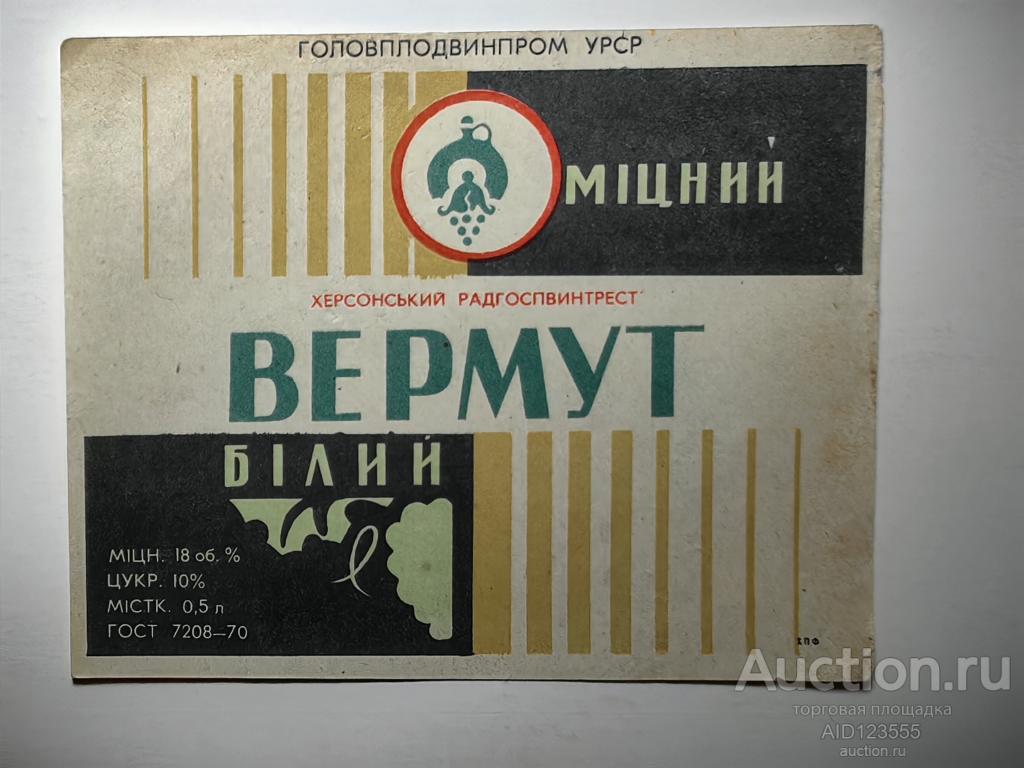 ГОЛОВПЛОДВИНПРОМ УРСР
МІЦНИЙ
ХЕРСОНСЬКИЙ РАДГОСПВИНТРЕСТ
ВЕРМУТ
БІЛИЙ
МІЦН. 18 об. %
ЦУКР. 10%
МІСТК. 0,5 л
ГОСТ 7208—70
ХПФ
Auction.ru
торговая площадка
AID123555
auction.ru